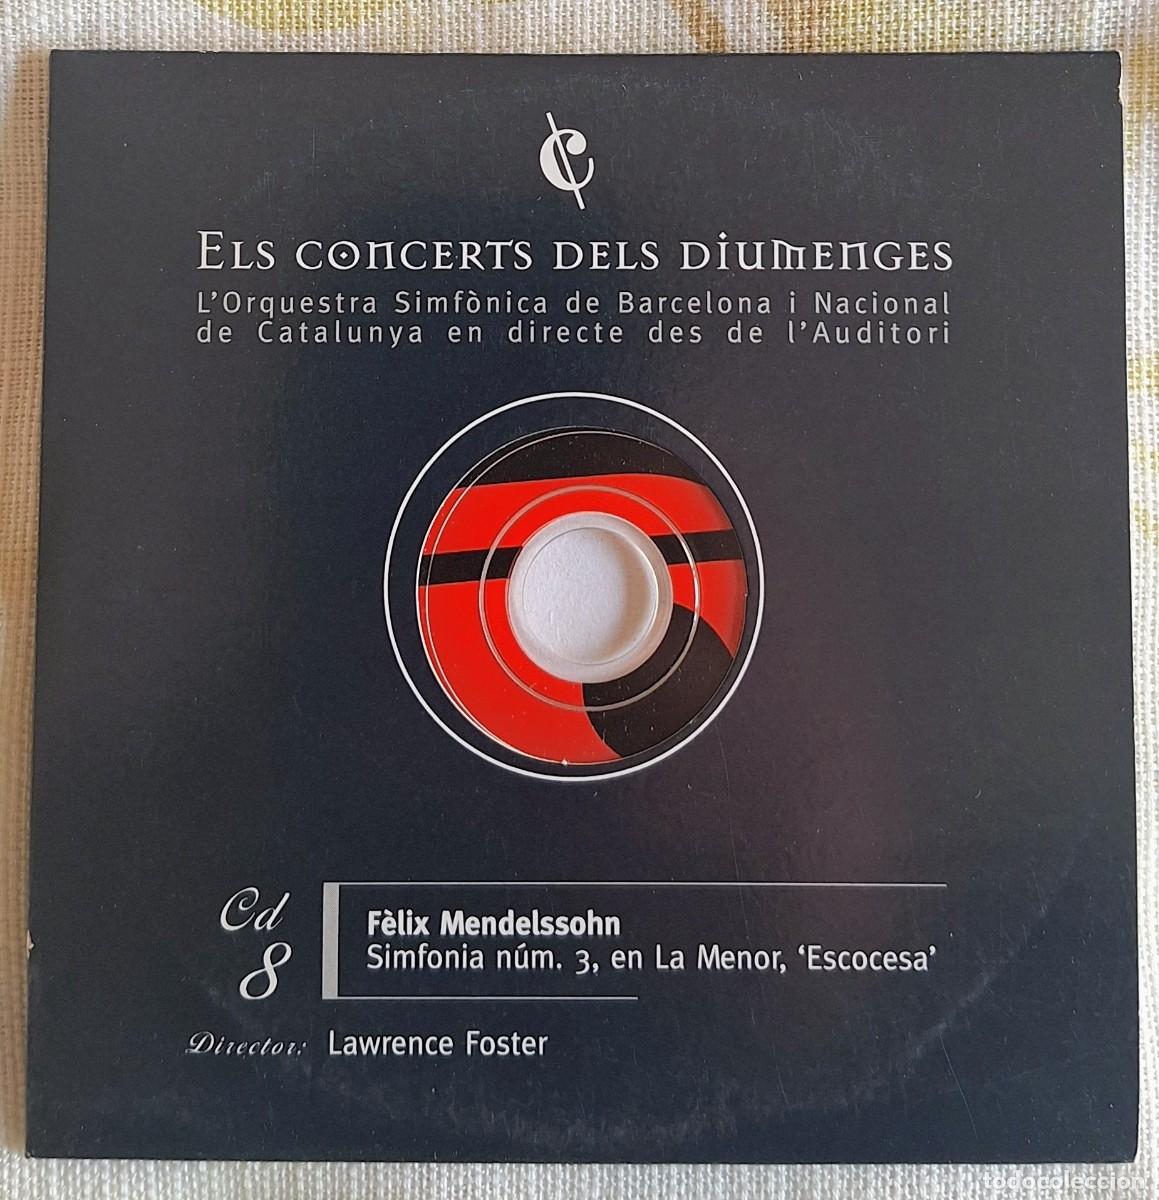 Els concerts dels diumenges
L'Orquestra Simfònica de Barcelona i Nacional
de Catalunya en directe des de l'Auditori
Cd
8
Fèlix Mendelssohn
Simfonia núm. 3, en La Menor, 'Escocesa'
Director: Lawrence Foster
todocoleccion